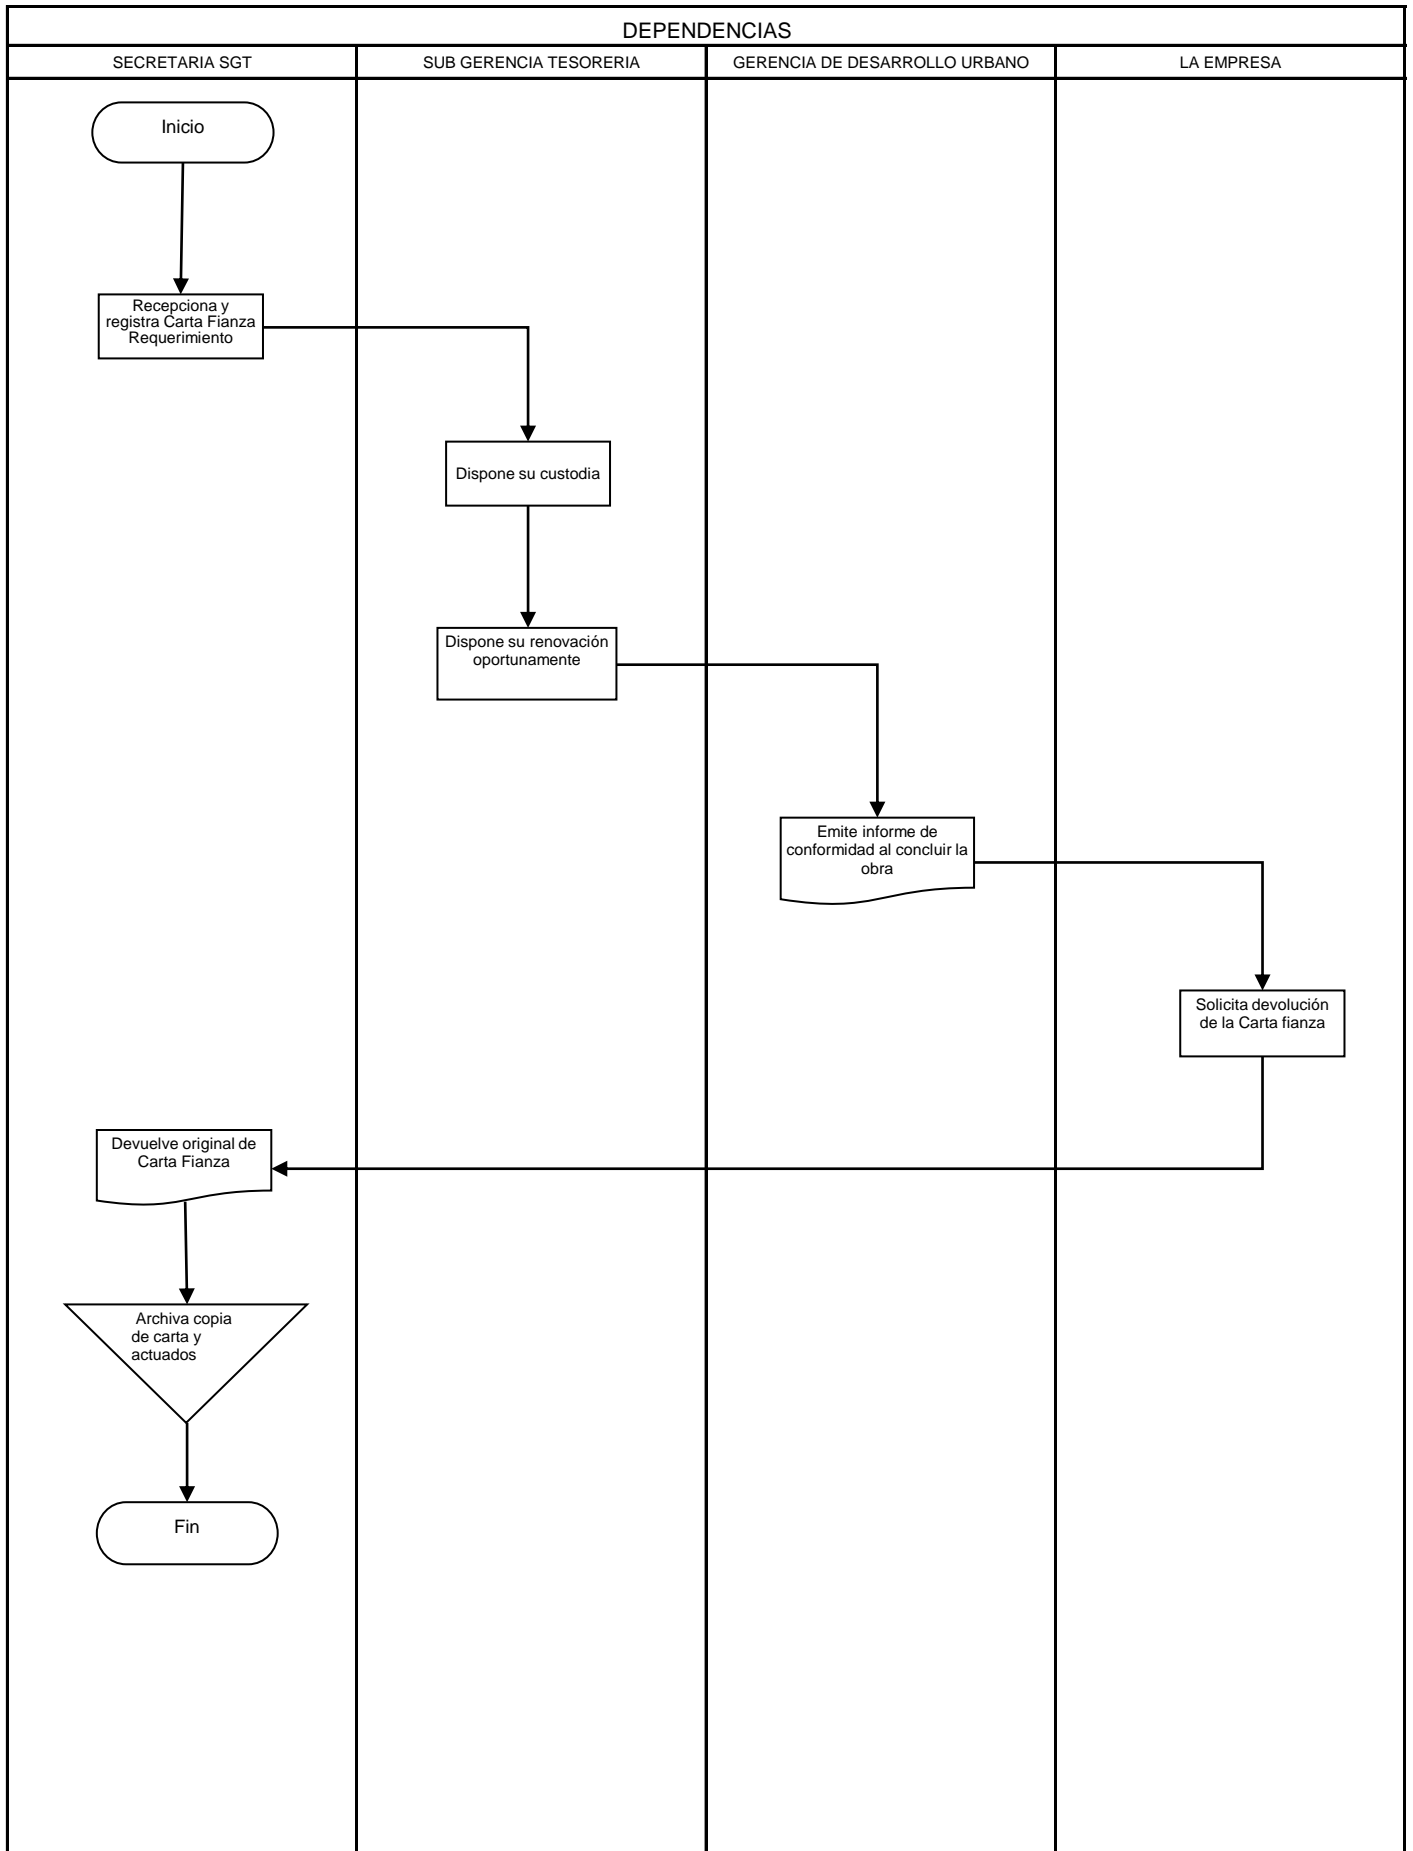 DEPENDENCIAS
SECRETARIA SGT
SUB GERENCIA TESORERIA
GERENCIA DE DESARROLLO URBANO
LA EMPRESA
Inicio
Recepciona y
registra Carta Fianza
Requerimiento
Dispone su custodia
Dispone su renovación
oportunamente
Emite informe de
conformidad al concluir la
obra
Solicita devolución
de la Carta fianza
Devuelve original de
Carta Fianza
Archiva copia
de carta y
actuados
Fin